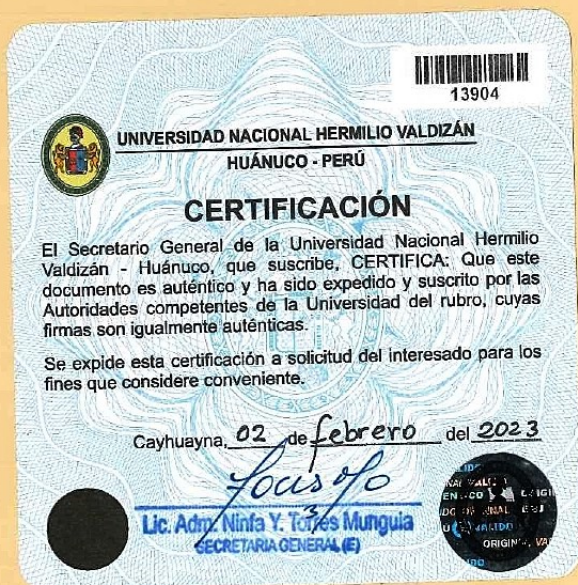 13904
UNIVERSIDAD NACIONAL HERMILIO VALDIZÁN
HUÁNUCO - PERÚ
CERTIFICACIÓN
El Secretario General de la Universidad Nacional Hermilio
Valdizán - Huánuco, que suscribe, CERTIFICA: Que este
documento es auténtico y ha sido expedido y suscrito por las
Autoridades competentes de la Universidad del rubro, cuyas
firmas son igualmente auténticas.
Se expide esta certificación a solicitud del interesado para los
fines que considere conveniente.
Cayhuayna, 02 de febrero del 2023
Lic. Adm. Ninfa Y. Torres Munguia
SECRETARIA GENERAL (E)